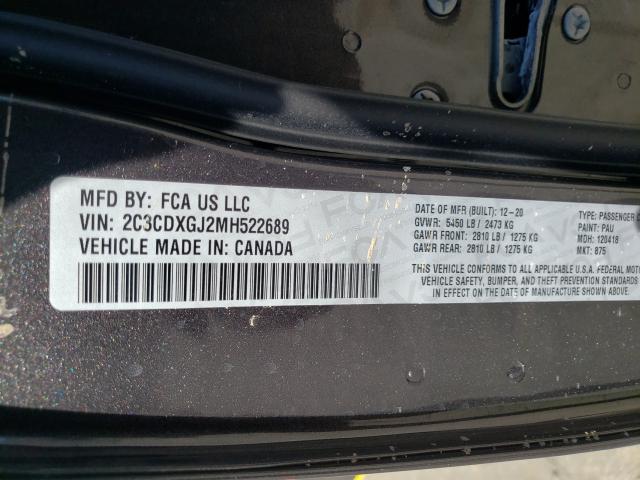 MFD BY: FCA US LLC
VIN: 2C3CDXGJ2MH522689
VEHICLE MADE IN: CANADA
DATE OF MFR (BUILT): 12-20
GVWR: 5450 LB / 2473 KG
GAWR FRONT: 2810 LB / 1275 KG
GAWR REAR: 2810 LB / 1275 KG
TYPE: PASSENGER
PAINT: PAU
MDH: 120418
MKT: 875
THIS VEHICLE CONFORMS TO ALL APPLICABLE U.S.A. FEDERAL
VEHICLE SAFETY, BUMPER, AND THEFT PREVENTION STANDARDS
IN EFFECT ON THE DATE OF MANUFACTURE SHOWN ABOVE.